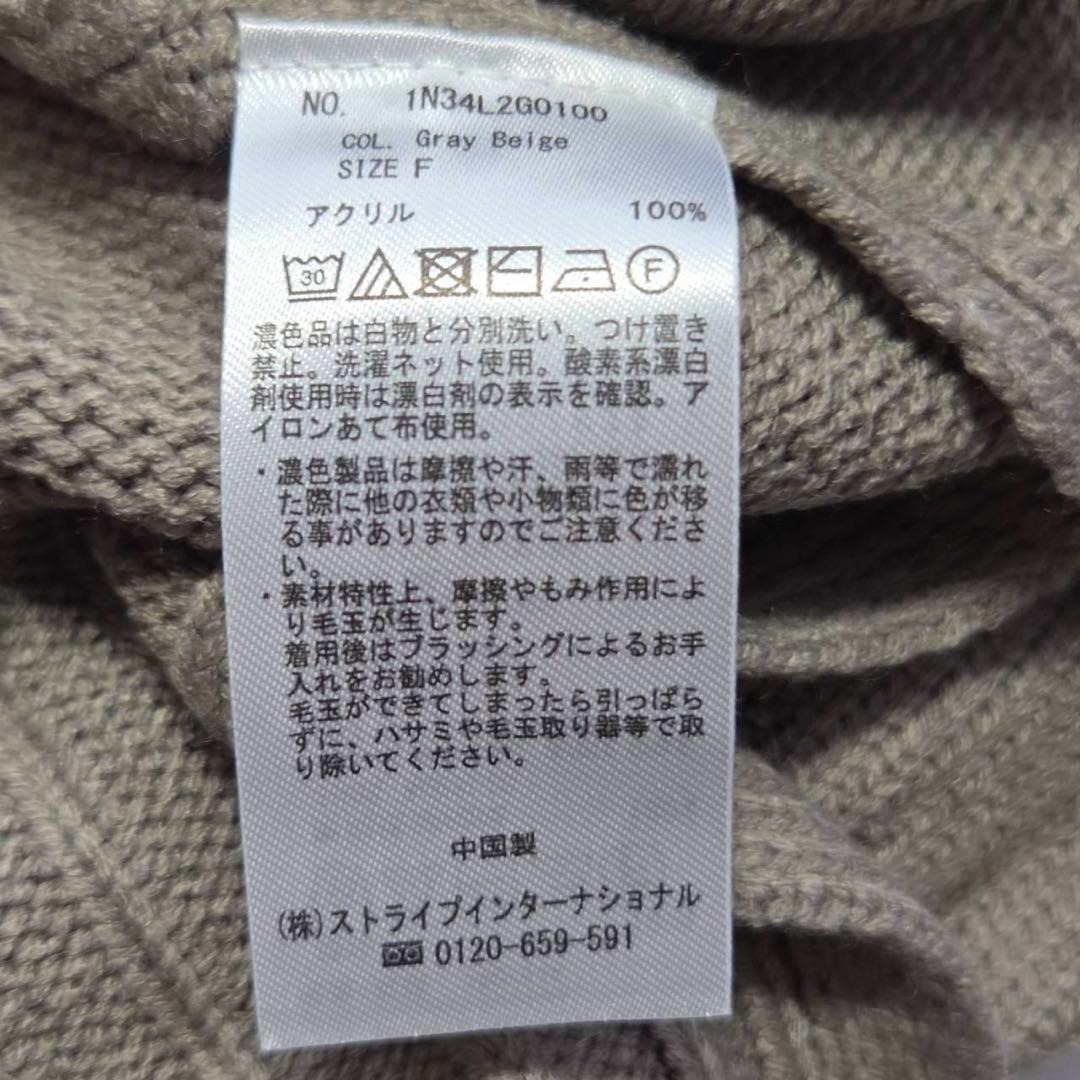 NO. 1N34L2G0100
COL. Gray Beige
SIZE F
アクリル 100%
30 F
濃色品は白物と分別洗い。つけ置き
禁止。洗濯ネット使用。酸素系漂白
剤使用時は漂白剤の表示を確認。ア
イロンあて布使用。
・濃色製品は摩擦や汗、雨等で濡れ
た際に他の衣類や小物類に色が移
る事がありますのでご注意くださ
い。
・素材特性上、摩擦やもみ作用によ
り毛玉が生じます。
着用後はブラッシングによるお手
入れをお勧めします。
毛玉ができてしまったら引っぱら
ずに、ハサミや毛玉取り器等で取
り除いてください。
中国製
(株)ストライプインターナショナル
0120-659-591